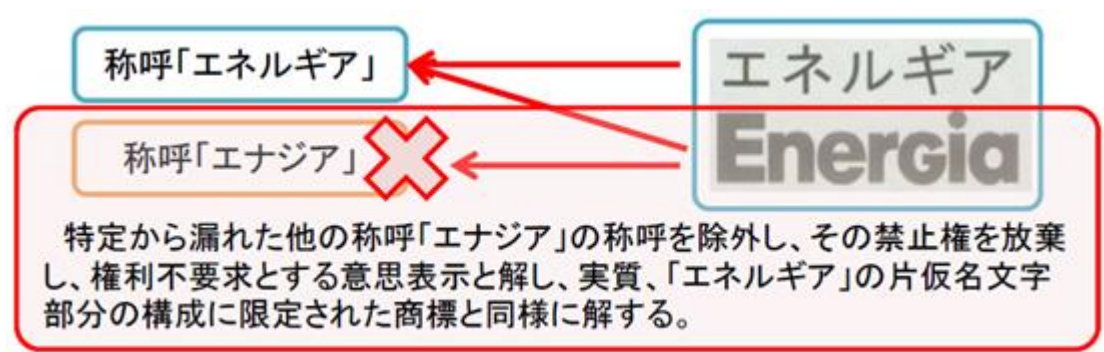 称呼「エネルギア」
エネルギア
Energia
称呼「エナジア」
特定から漏れた他の称呼「エナジア」の称呼を除外し、その禁止権を放棄
し、権利不要求とする意思表示と解し、実質、「エネルギア」の片仮名文字
部分の構成に限定された商標と同様に解する。